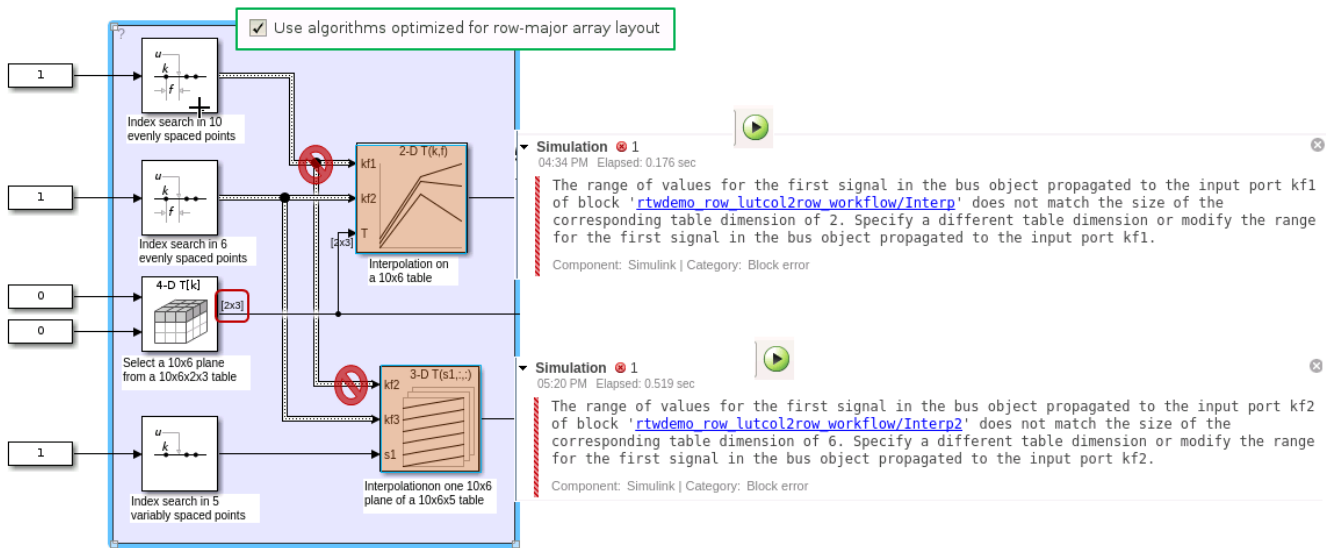 Use algorithms optimized for row-major array layout
?
u
k
f
1
Index search in 10
evenly spaced points
u
k
f
1
Index search in 6
evenly spaced points
2-D T(k,f)
kf1
kf2
T
[2x3]
Interpolation on
a 10x6 table
4-D T[k]
0
0
[2x3]
Select a 10x6 plane
from a 10x6x2x3 table
3-D T(s1,:,:)
kf2
kf3
s1
Interpolationon one 10x6
plane of a 10x6x5 table
u
k
1
Index search in 5
variably spaced points
Simulation 1
04:34 PM Elapsed: 0.176 sec
The range of values for the first signal in the bus object propagated to the input port kf1
of block 'rtwdemo_row_lutcol2row_workflow/Interp' does not match the size of the
corresponding table dimension of 2. Specify a different table dimension or modify the range
for the first signal in the bus object propagated to the input port kf1.
Component: Simulink | Category: Block error
Simulation 1
05:20 PM Elapsed: 0.519 sec
The range of values for the first signal in the bus object propagated to the input port kf2
of block 'rtwdemo_row_lutcol2row_workflow/Interp2' does not match the size of the
corresponding table dimension of 6. Specify a different table dimension or modify the range
for the first signal in the bus object propagated to the input port kf2.
Component: Simulink | Category: Block error